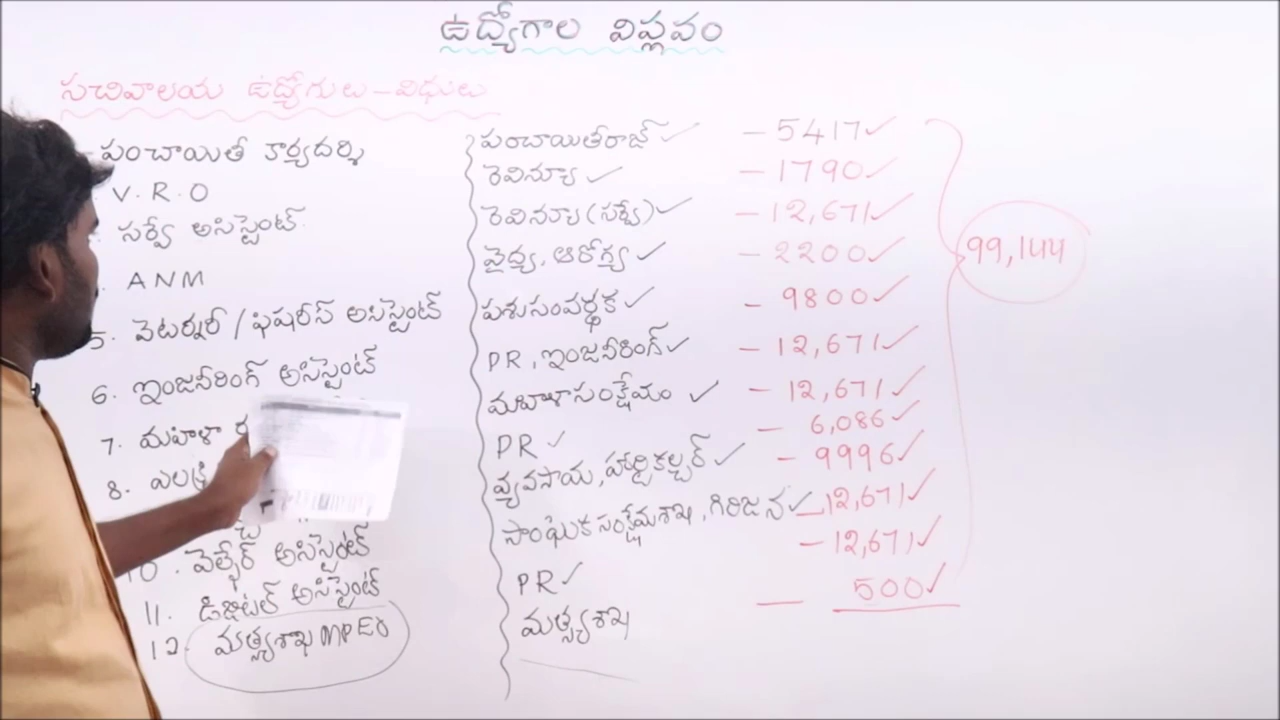 ఉద్యోగాల విప్లవం
సచివాలయ ఉద్యోగులు - విధులు
పంచాయితీ కార్యదర్శి
V.R.O
సర్వే అసిస్టెంట్
ANM
5. వెటర్నరీ / ఫిషరీస్ అసిస్టెంట్
6. ఇంజనీరింగ్ అసిస్టెంట్
7. మహిళా
8. ఎలక్ట్రి
10. వెల్ఫేర్ అసిస్టెంట్
11. డిజిటల్ అసిస్టెంట్
12. మత్స్యశాఖ MPEO
పంచాయితీరాజ్ ✓
రెవిన్యూ ✓
రెవిన్యూ (సర్వే) ✓
వైద్య, ఆరోగ్య ✓
పశుసంవర్థక ✓
PR, ఇంజనీరింగ్ ✓
మహిళాసంక్షేమం ✓
PR ✓
వ్యవసాయ, హార్టికల్చర్ ✓
సాంఘిక సంక్షేమశాఖ, గిరిజన ✓
PR ✓
మత్స్యశాఖ
- 5417 ✓
- 1790 ✓
- 12,671 ✓
- 2200 ✓
- 9800 ✓
- 12,671 ✓
- 12,671 ✓
- 6,086 ✓
- 9996 ✓
- 12,671 ✓
- 12,671 ✓
- 500 ✓
99,144